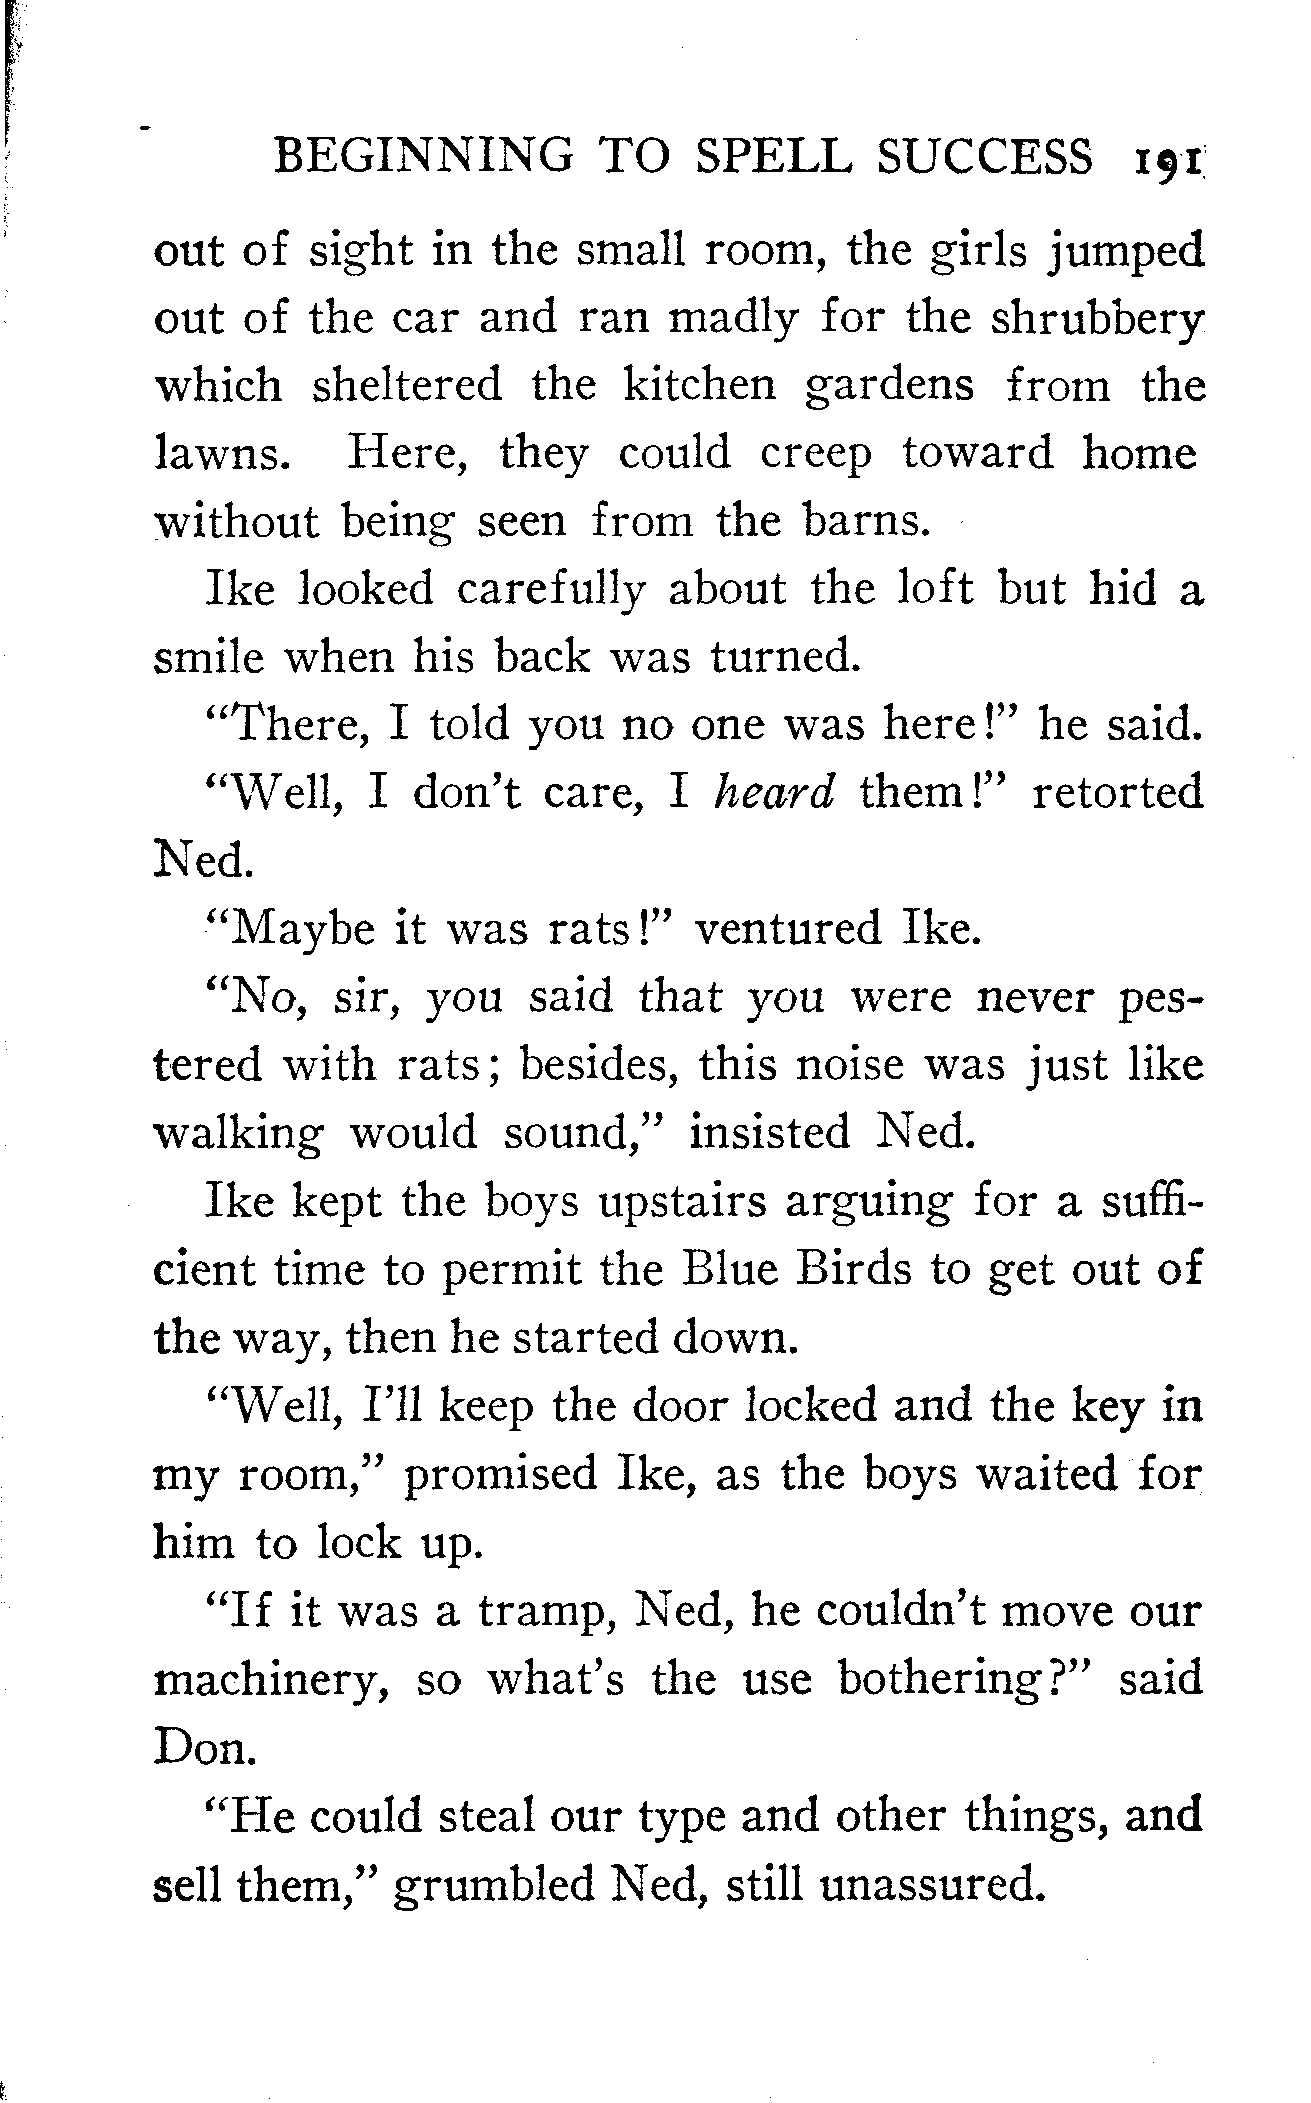 BEGINNING TO SPELL SUCCESS 191
out of sight in the small room, the girls jumped
out of the car and ran madly for the shrubbery
which sheltered the kitchen gardens from the
lawns. Here, they could creep toward home
without being seen from the barns.
Ike looked carefully about the loft but hid a
smile when his back was turned.
“There, I told you no one was here!” he said.
“Well, I don’t care, I heard them!” retorted
Ned.
“Maybe it was rats!” ventured Ike.
“No, sir, you said that you were never pes-
tered with rats; besides, this noise was just like
walking would sound,” insisted Ned.
Ike kept the boys upstairs arguing for a suffi-
cient time to permit the Blue Birds to get out of
the way, then he started down.
“Well, I’ll keep the door locked and the key in
my room,” promised Ike, as the boys waited for
him to lock up.
“If it was a tramp, Ned, he couldn’t move our
machinery, so what’s the use bothering?” said
Don.
“He could steal our type and other things, and
sell them,” grumbled Ned, still unassured.